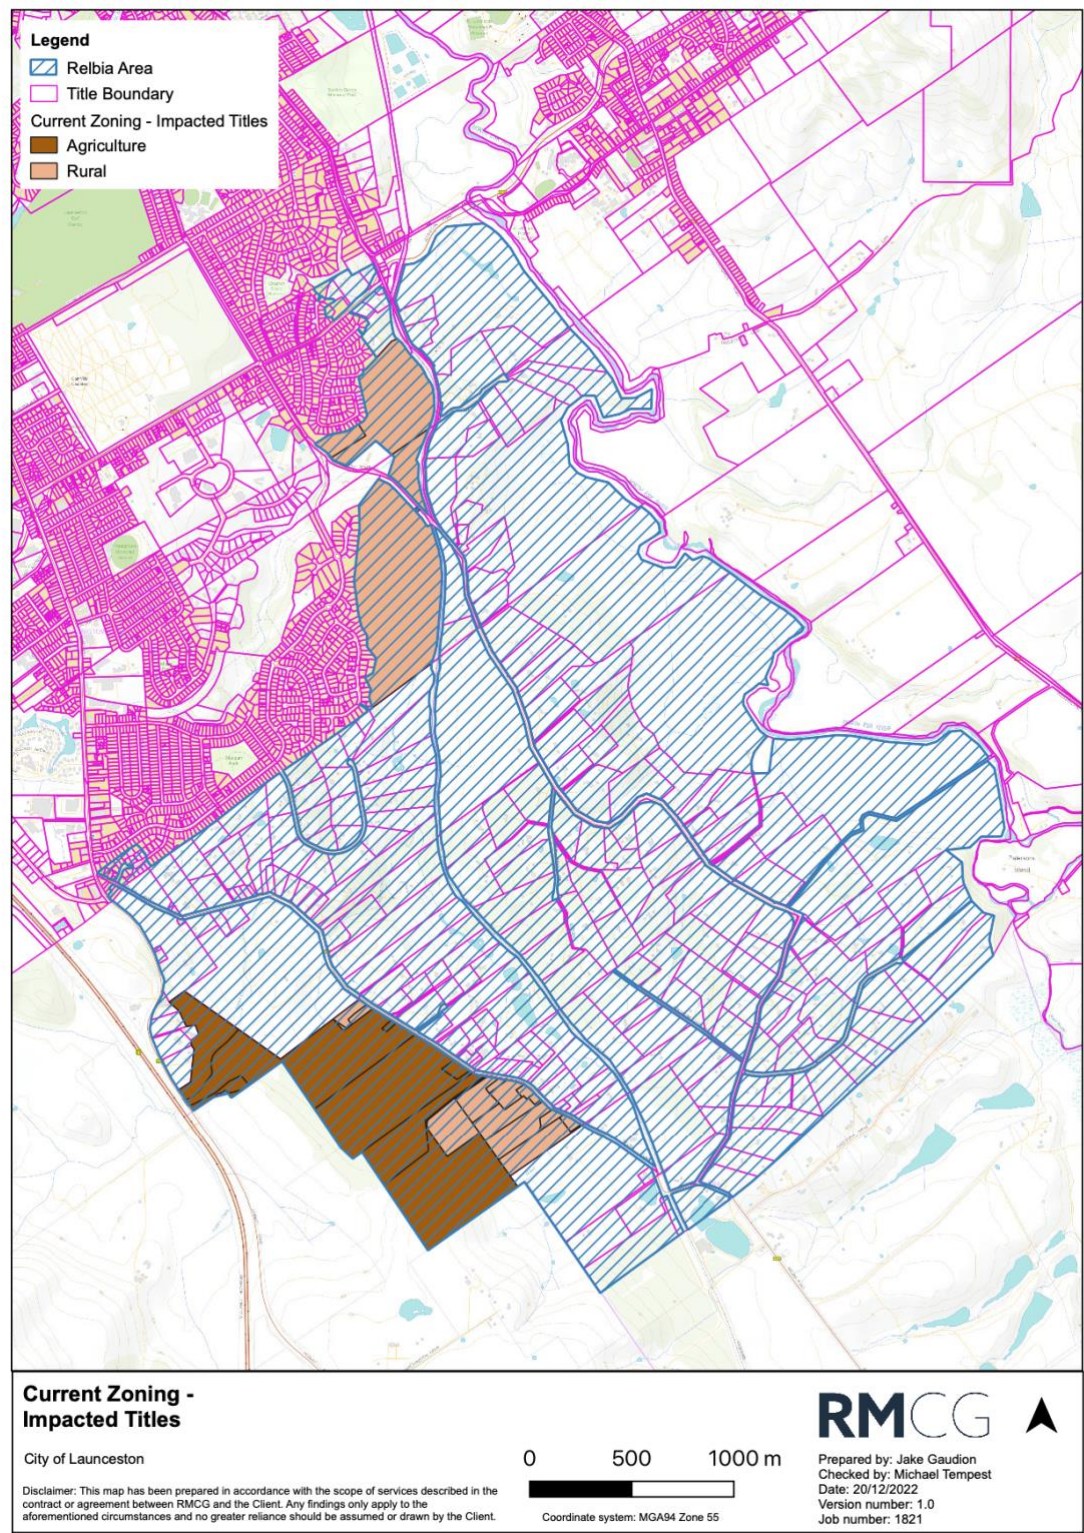 Legend
Relbia Area
Title Boundary
Current Zoning - Impacted Titles
Agriculture
Rural
Current Zoning -
Impacted Titles
City of Launceston
Disclaimer: This map has been prepared in accordance with the scope of services described in the
contract or agreement between RMCG and the Client. Any findings only apply to the
aforementioned circumstances and no greater reliance should be assumed or drawn by the Client.
0 500 1000 m
Coordinate system: MGA94 Zone 55
RMCG
Prepared by: Jake Gaudion
Checked by: Michael Tempest
Date: 20/12/2022
Version number: 1.0
Job number: 1821